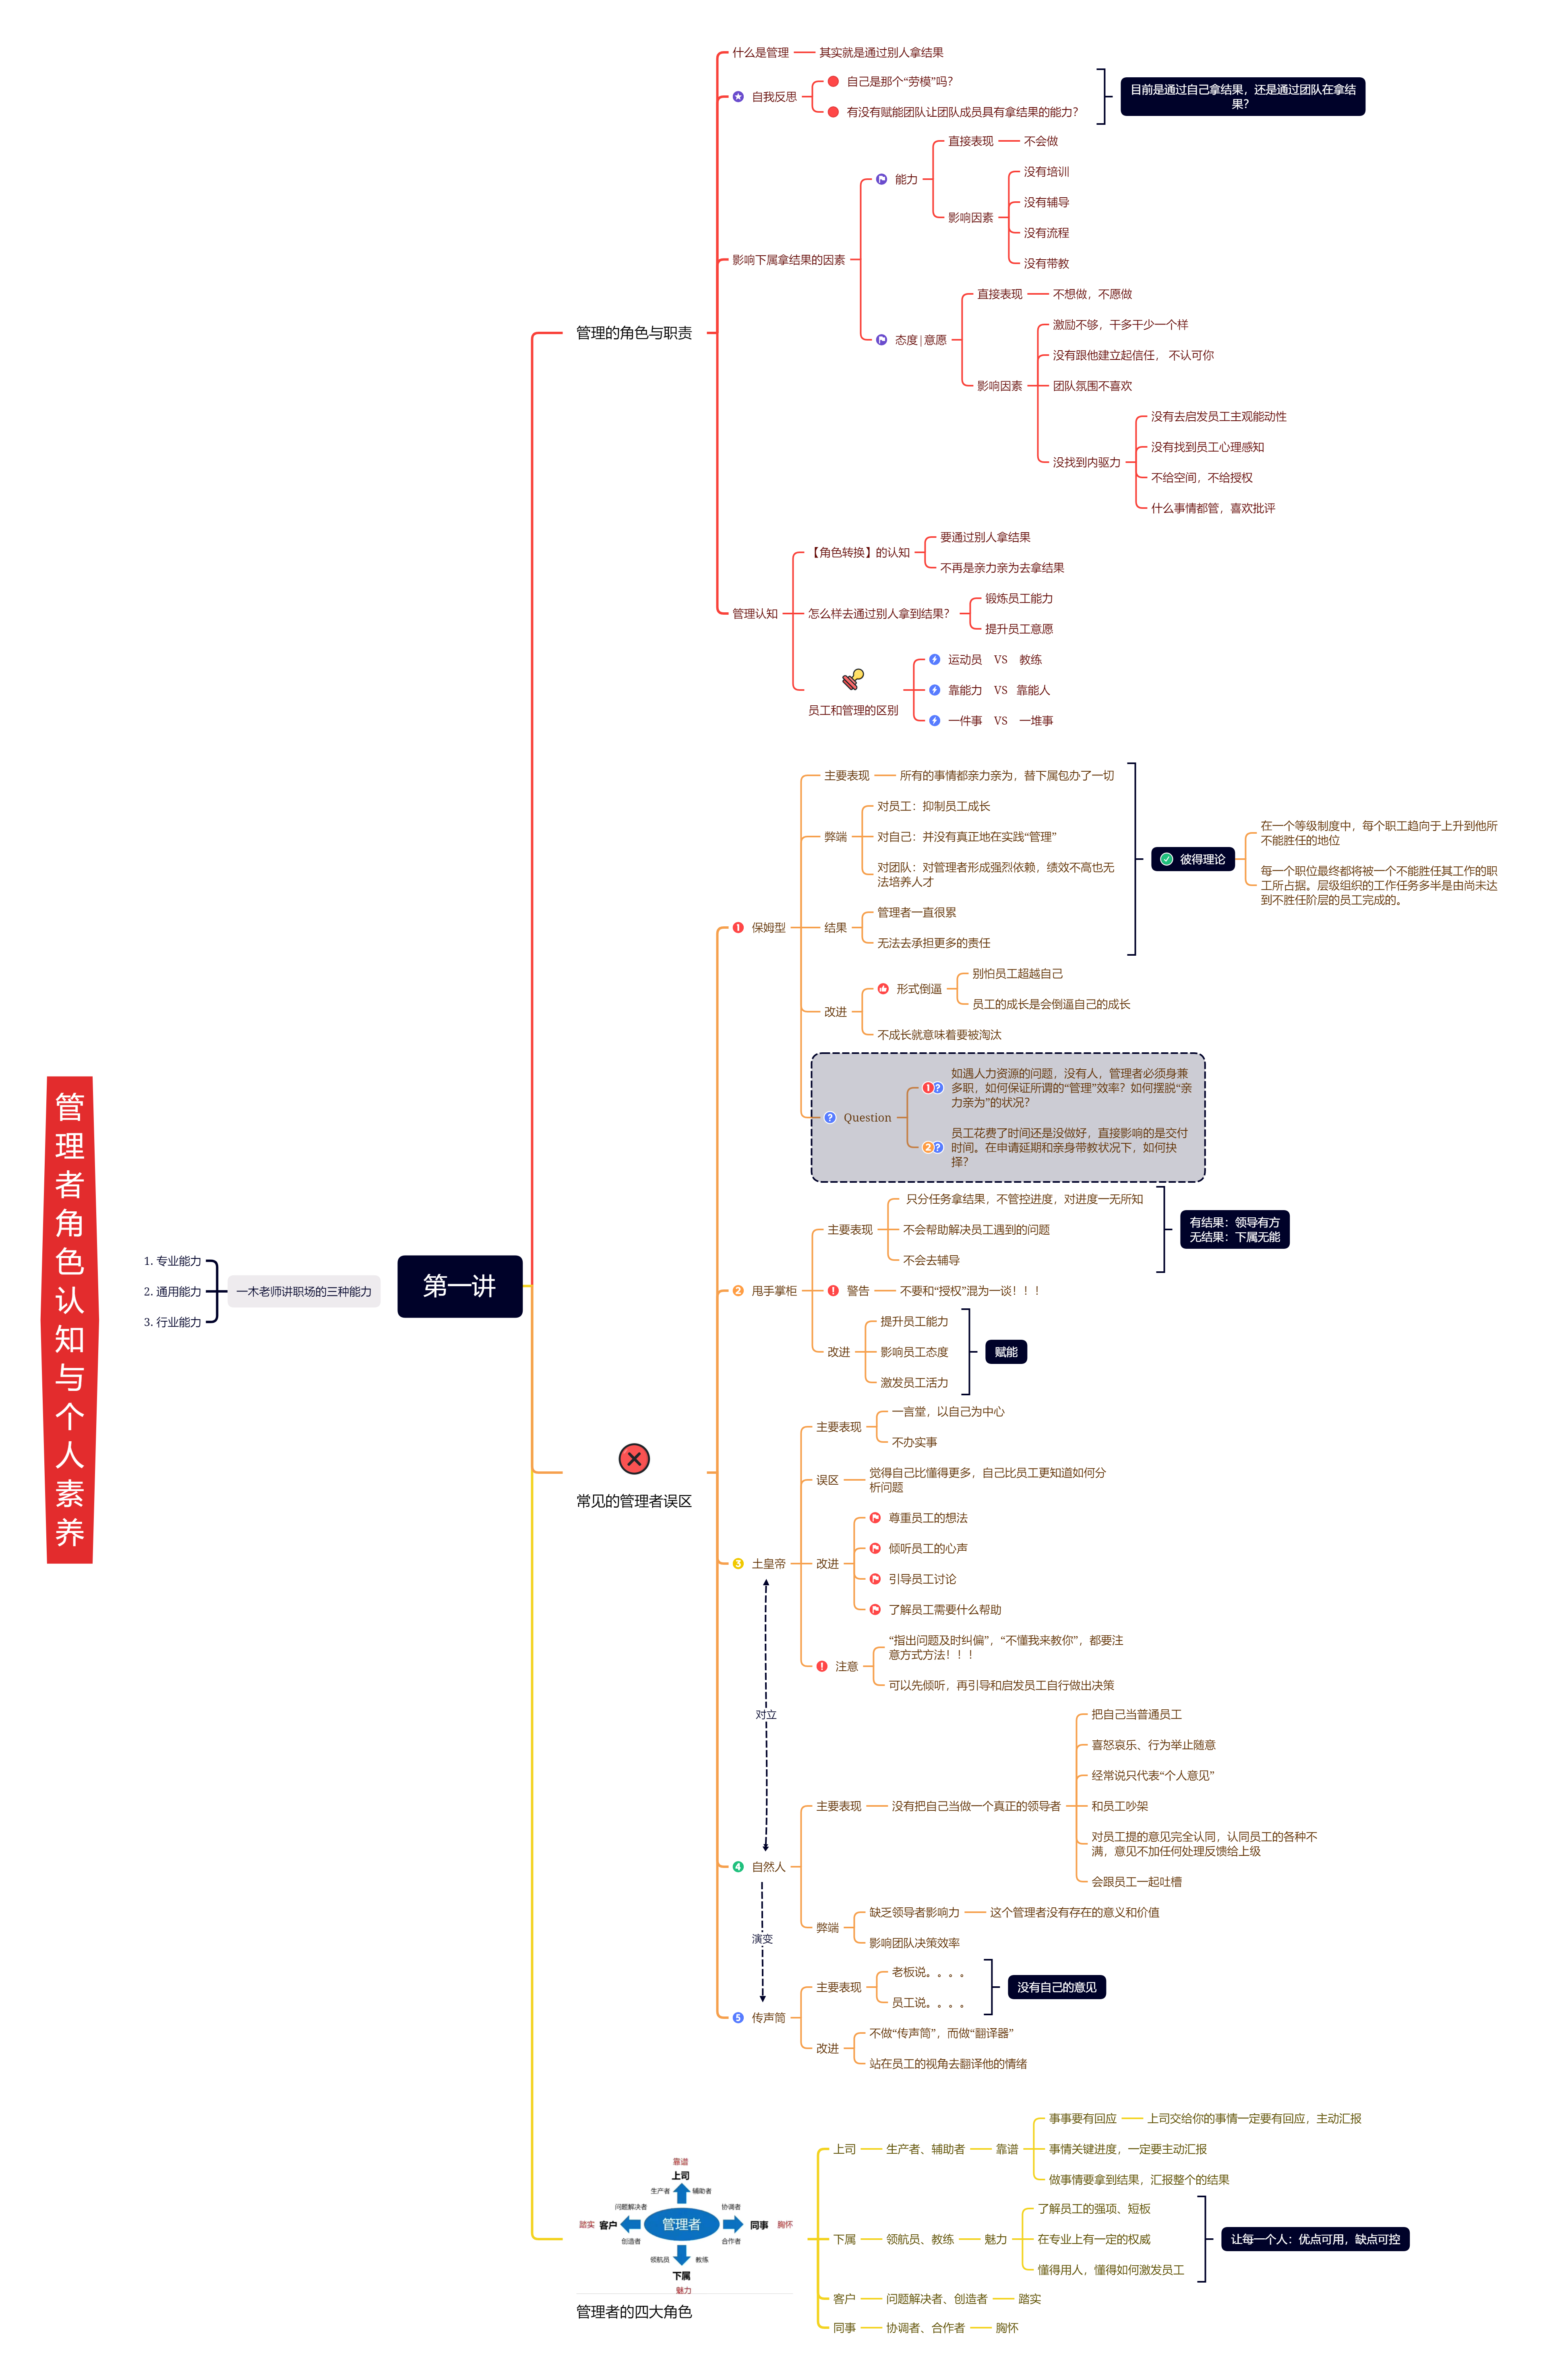 管理者角色认知与个人素养
第一讲
一木老师讲职场的三种能力
1. 专业能力
2. 通用能力
3. 行业能力
管理的角色与职责
什么是管理
其实就是通过别人拿结果
自我反思
自己是那个“劳模”吗？
有没有赋能团队让团队成员具有拿结果的能力？
目前是通过自己拿结果，还是通过团队在拿结
果？
影响下属拿结果的因素
能力
直接表现
不会做
影响因素
没有培训
没有辅导
没有流程
没有带教
态度|意愿
直接表现
不想做，不愿做
影响因素
激励不够，干多干少一个样
没有跟他建立起信任， 不认可你
团队氛围不喜欢
没找到内驱力
没有去启发员工主观能动性
没有找到员工心理感知
不给空间，不给授权
什么事情都管，喜欢批评
管理认知
【角色转换】的认知
要通过别人拿结果
不再是亲力亲为去拿结果
怎么样去通过别人拿到结果？
锻炼员工能力
提升员工意愿
员工和管理的区别
运动员 VS 教练
靠能力 VS 靠能人
一件事 VS 一堆事
常见的管理者误区
1 保姆型
主要表现
所有的事情都亲力亲为，替下属包办了一切
弊端
对员工：抑制员工成长
对自己：并没有真正地在实践“管理”
对团队：对管理者形成强烈依赖，绩效不高也无
法培养人才
结果
管理者一直很累
无法去承担更多的责任
彼得理论
在一个等级制度中，每个职工趋向于上升到他所
不能胜任的地位
每一个职位最终都将被一个不能胜任其工作的职
工所占据。层级组织的工作任务多半是由尚未达
到不胜任阶层的员工完成的。
改进
形式倒逼
别怕员工超越自己
员工的成长是会倒逼自己的成长
不成长就意味着要被淘汰
? Question
1 ? 如遇人力资源的问题，没有人，管理者必须身兼
多职，如何保证所谓的“管理”效率？如何摆脱“亲
力亲为”的状况？
2 ? 员工花费了时间还是没做好，直接影响的是交付
时间。在申请延期和亲身带教状况下，如何抉
择？
2 甩手掌柜
主要表现
只分任务拿结果，不管控进度，对进度一无所知
不会帮助解决员工遇到的问题
不会去辅导
有结果：领导有方
无结果：下属无能
! 警告
不要和“授权”混为一谈！！！
改进
提升员工能力
影响员工态度
激发员工活力
赋能
3 土皇帝
主要表现
一言堂，以自己为中心
不办实事
误区
觉得自己比懂得更多，自己比员工更知道如何分
析问题
改进
尊重员工的想法
倾听员工的心声
引导员工讨论
了解员工需要什么帮助
! 注意
“指出问题及时纠偏”，“不懂我来教你”，都要注
意方式方法！！！
可以先倾听，再引导和启发员工自行做出决策
对立
4 自然人
主要表现
没有把自己当做一个真正的领导者
把自己当普通员工
喜怒哀乐、行为举止随意
经常说只代表“个人意见”
和员工吵架
对员工提的意见完全认同，认同员工的各种不
满，意见不加任何处理反馈给上级
会跟员工一起吐槽
弊端
缺乏领导者影响力
这个管理者没有存在的意义和价值
影响团队决策效率
演变
5 传声筒
主要表现
老板说。。。。
员工说。。。。
没有自己的意见
改进
不做“传声筒”，而做“翻译器”
站在员工的视角去翻译他的情绪
靠谱
上司
生产者 辅助者
问题解决者 协调者
踏实 客户 管理者 同事 胸怀
创造者 合作者
领航员 教练
下属
魅力
管理者的四大角色
上司
生产者、辅助者
靠谱
事事要有回应
上司交给你的事情一定要有回应，主动汇报
事情关键进度，一定要主动汇报
做事情要拿到结果，汇报整个的结果
下属
领航员、教练
魅力
了解员工的强项、短板
在专业上有一定的权威
懂得用人，懂得如何激发员工
让每一个人：优点可用，缺点可控
客户
问题解决者、创造者
踏实
同事
协调者、合作者
胸怀